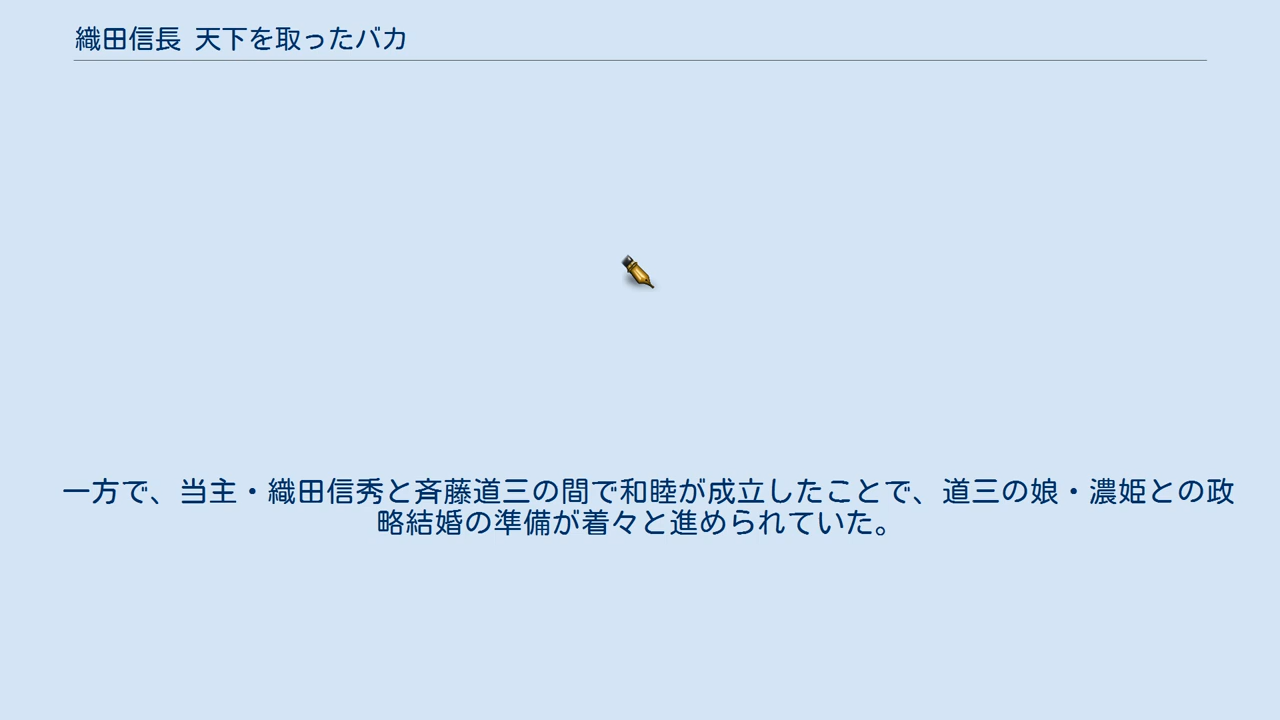 織田信長 天下を取ったバカ
一方で、当主・織田信秀と斉藤道三の間で和睦が成立したことで、道三の娘・濃姫との政
略結婚の準備が着々と進められていた。